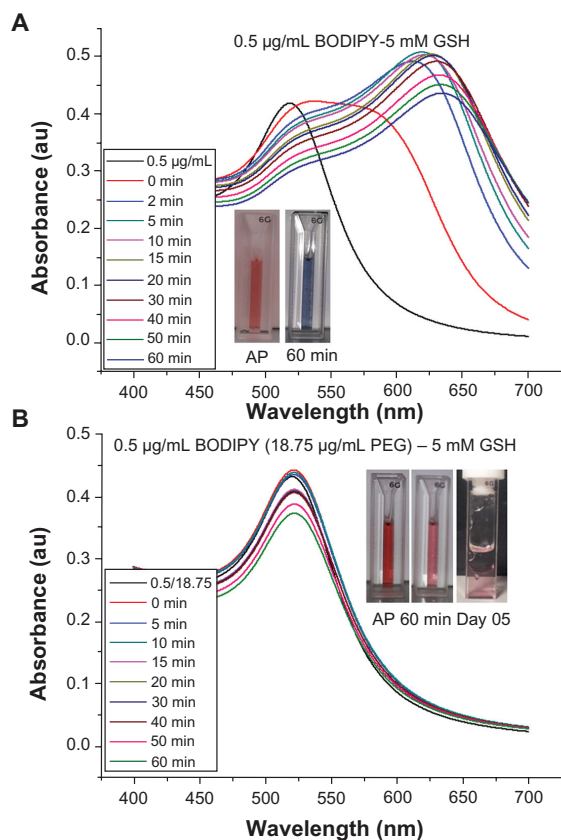 A
0.5 µg/mL BODIPY-5 mM GSH
Absorbance (au)
0.5
0.4
0.3
0.2
0.1
0.0
0.5 µg/mL
0 min
2 min
5 min
10 min
15 min
20 min
30 min
40 min
50 min
60 min
6G
6G
AP
60 min
400
450
500
550
600
650
700
Wavelength (nm)
B
0.5 µg/mL BODIPY (18.75 µg/mL PEG) – 5 mM GSH
Absorbance (au)
0.5
0.4
0.3
0.2
0.1
0.0
0.5/18.75
0 min
5 min
10 min
15 min
20 min
30 min
40 min
50 min
60 min
6G
6G
6G
AP 60 min Day 05
400
450
500
550
600
650
700
Wavelength (nm)